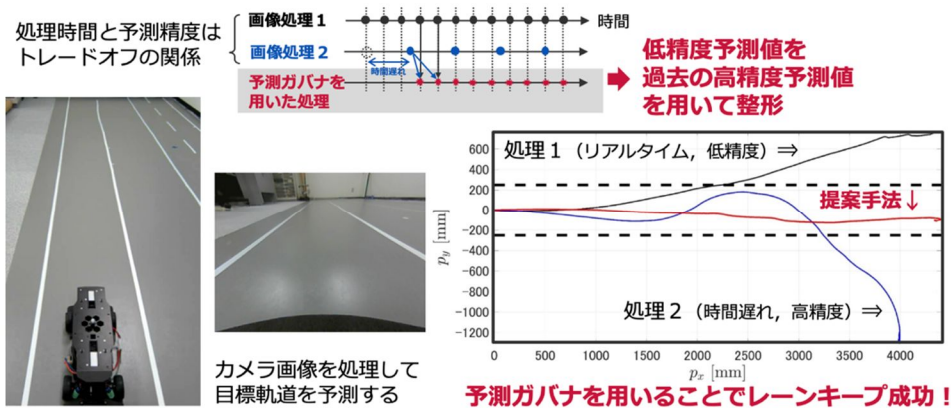 処理時間と予測精度は
トレードオフの関係
画像処理1
時間
画像処理2
時間遅れ
予測ガバナを
用いた処理
低精度予測値を
過去の高精度予測値
を用いて整形
カメラ画像を処理して
目標軌道を予測する
処理1(リアルタイム,低精度)⇒
提案手法↓
処理2(時間遅れ,高精度)⇒
600
400
200
0
-200
-400
-600
-800
-1000
-1200
p_y [mm]
0 500 1000 1500 2000 2500 3000 3500 4000
p_x [mm]
予測ガバナを用いることでレーンキープ成功!